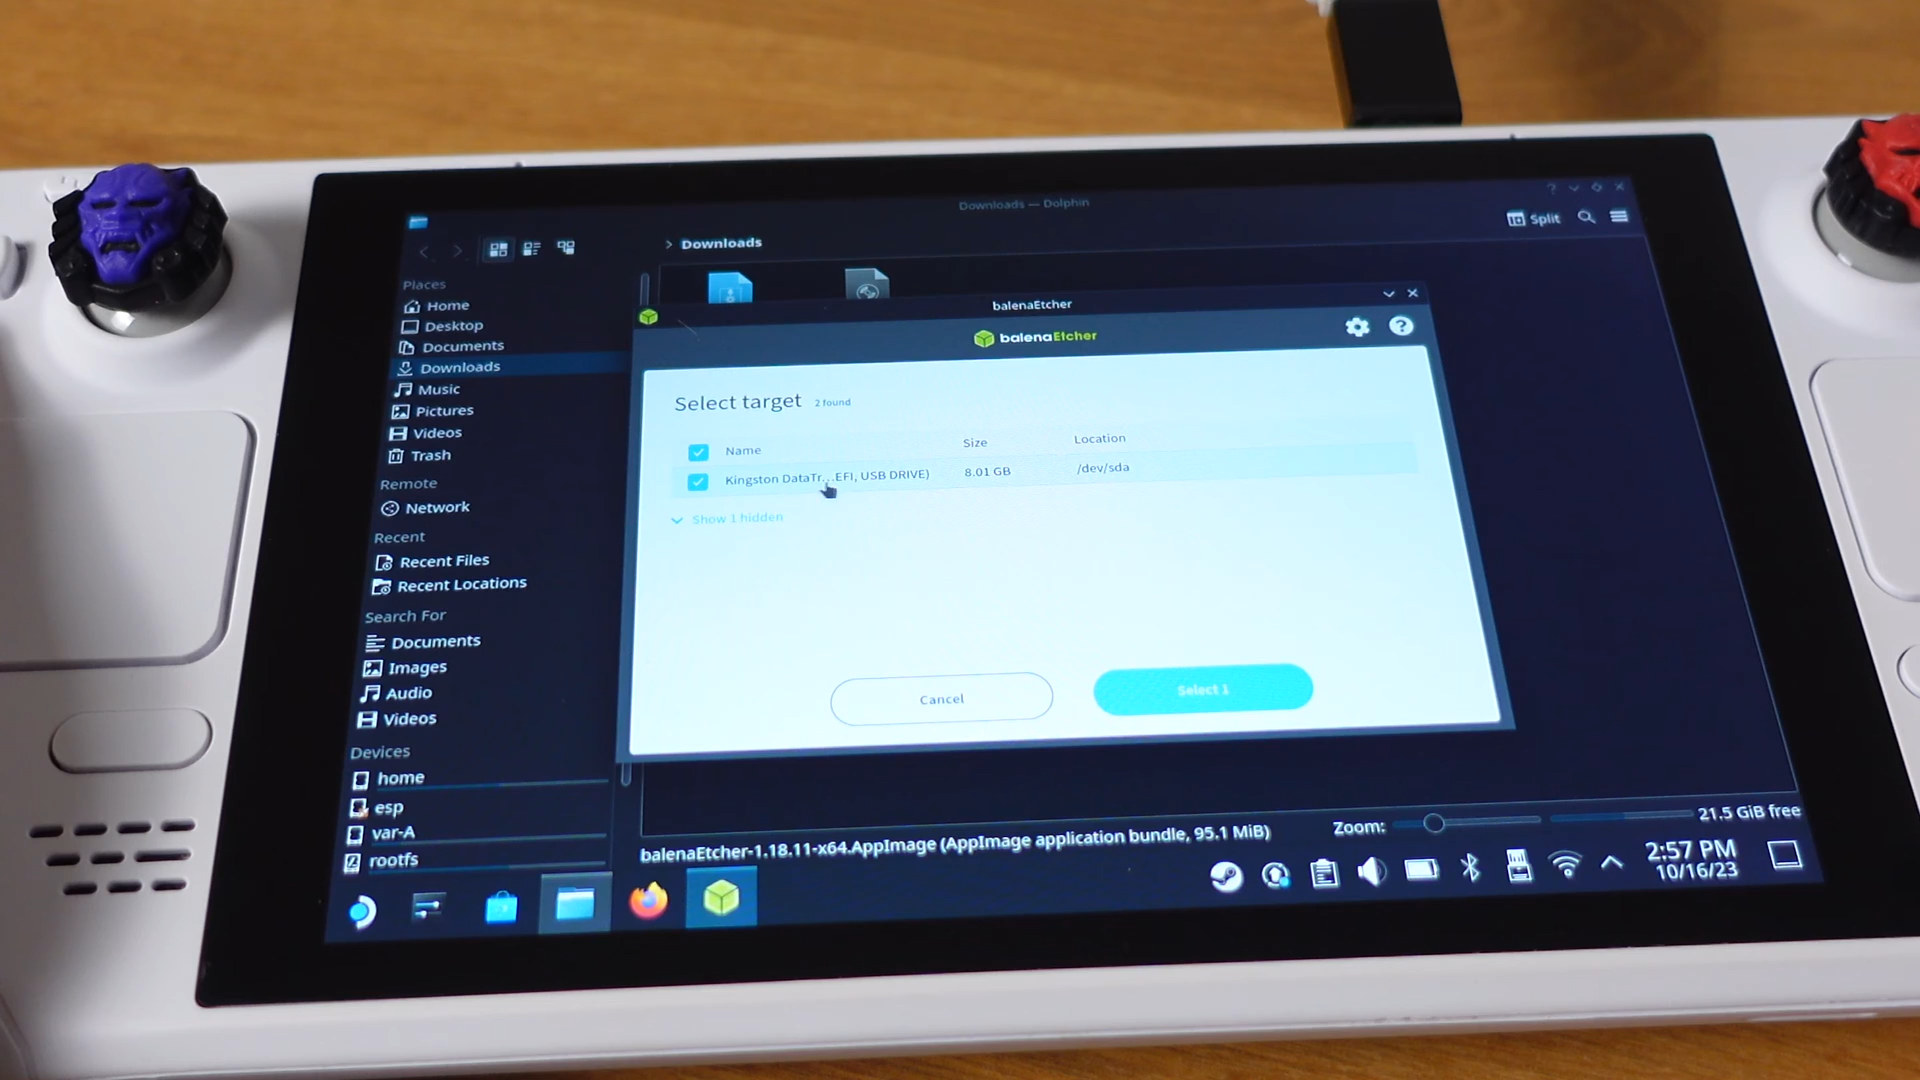 Downloads — Dolphin
Split
Downloads
Places
Home
Desktop
Documents
Downloads
Music
Pictures
Videos
Trash
Remote
Network
Recent
Recent Files
Recent Locations
Search For
Documents
Images
Audio
Videos
Devices
home
esp
var-A
rootfs
balenaEtcher
balenaEtcher
Select target 2 found
Name Size Location
Kingston DataTr...EFI, USB DRIVE) 8.01 GB /dev/sda
Show 1 hidden
Cancel Select 1
balenaEtcher-1.18.11-x64.AppImage (AppImage application bundle, 95.1 MiB)
Zoom: 21.5 GiB free
2:57 PM
10/16/23